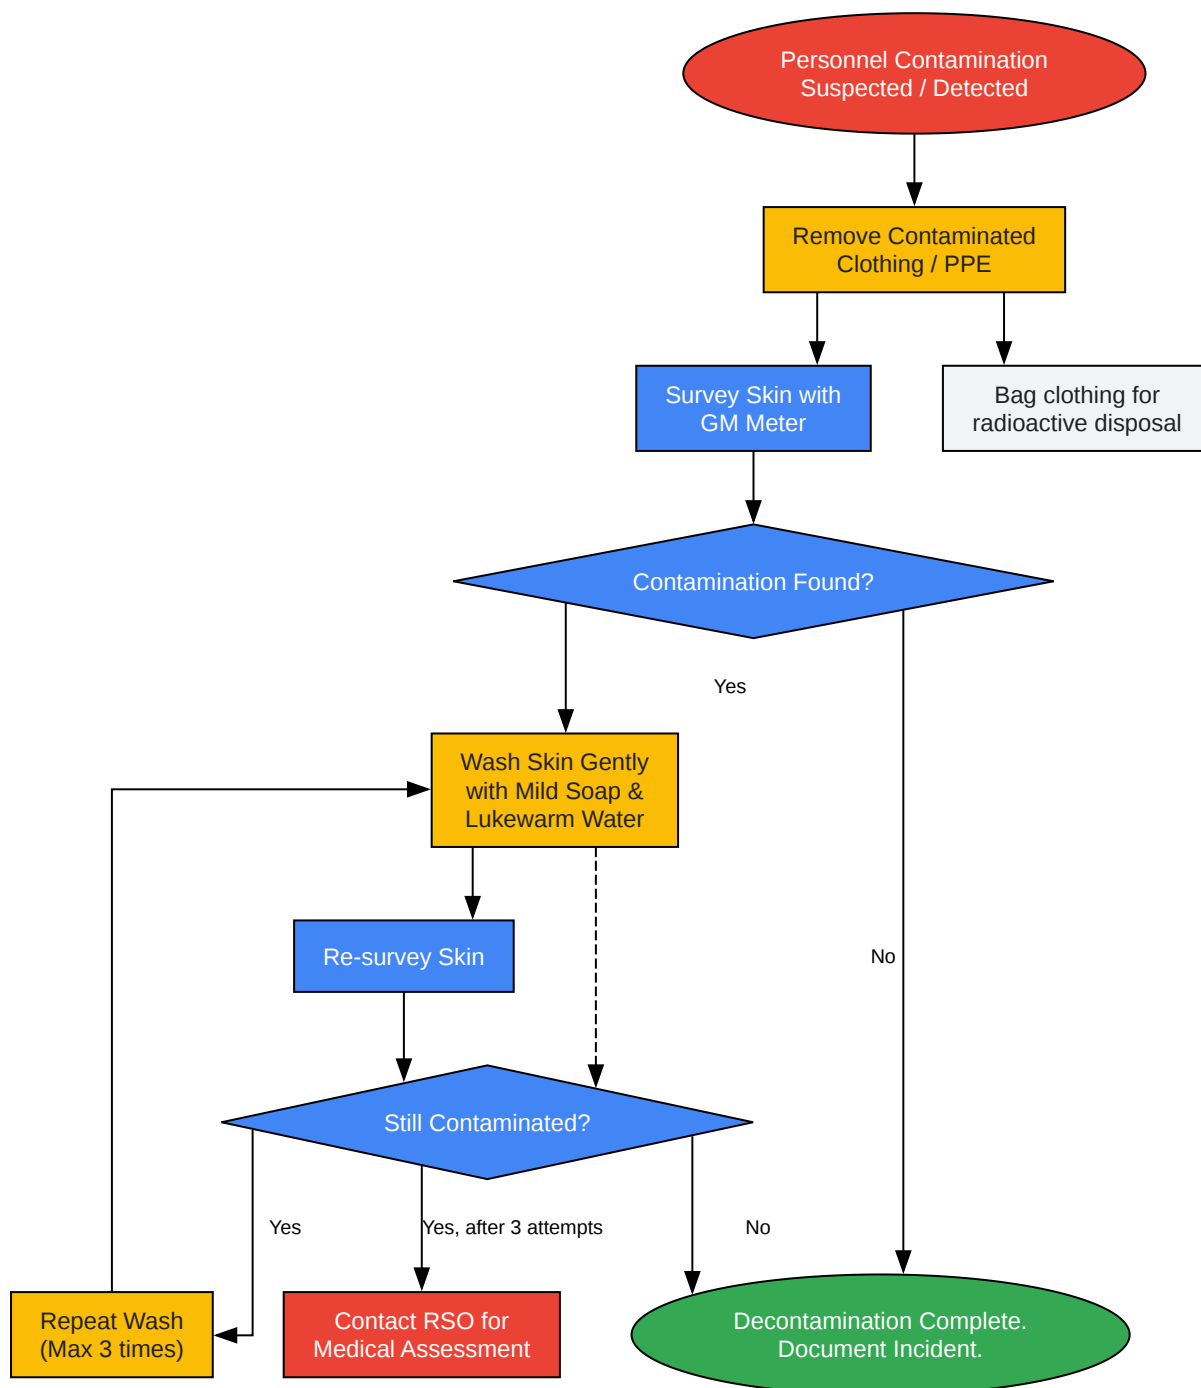 Personnel Contamination
Suspected / Detected
Remove Contaminated
Clothing / PPE
Survey Skin with
GM Meter
Bag clothing for
radioactive disposal
Contamination Found?
Yes
Wash Skin Gently
with Mild Soap &
Lukewarm Water
Re-survey Skin
No
Still Contaminated?
Yes
Yes, after 3 attempts
No
Repeat Wash
(Max 3 times)
Contact RSO for
Medical Assessment
Decontamination Complete.
Document Incident.